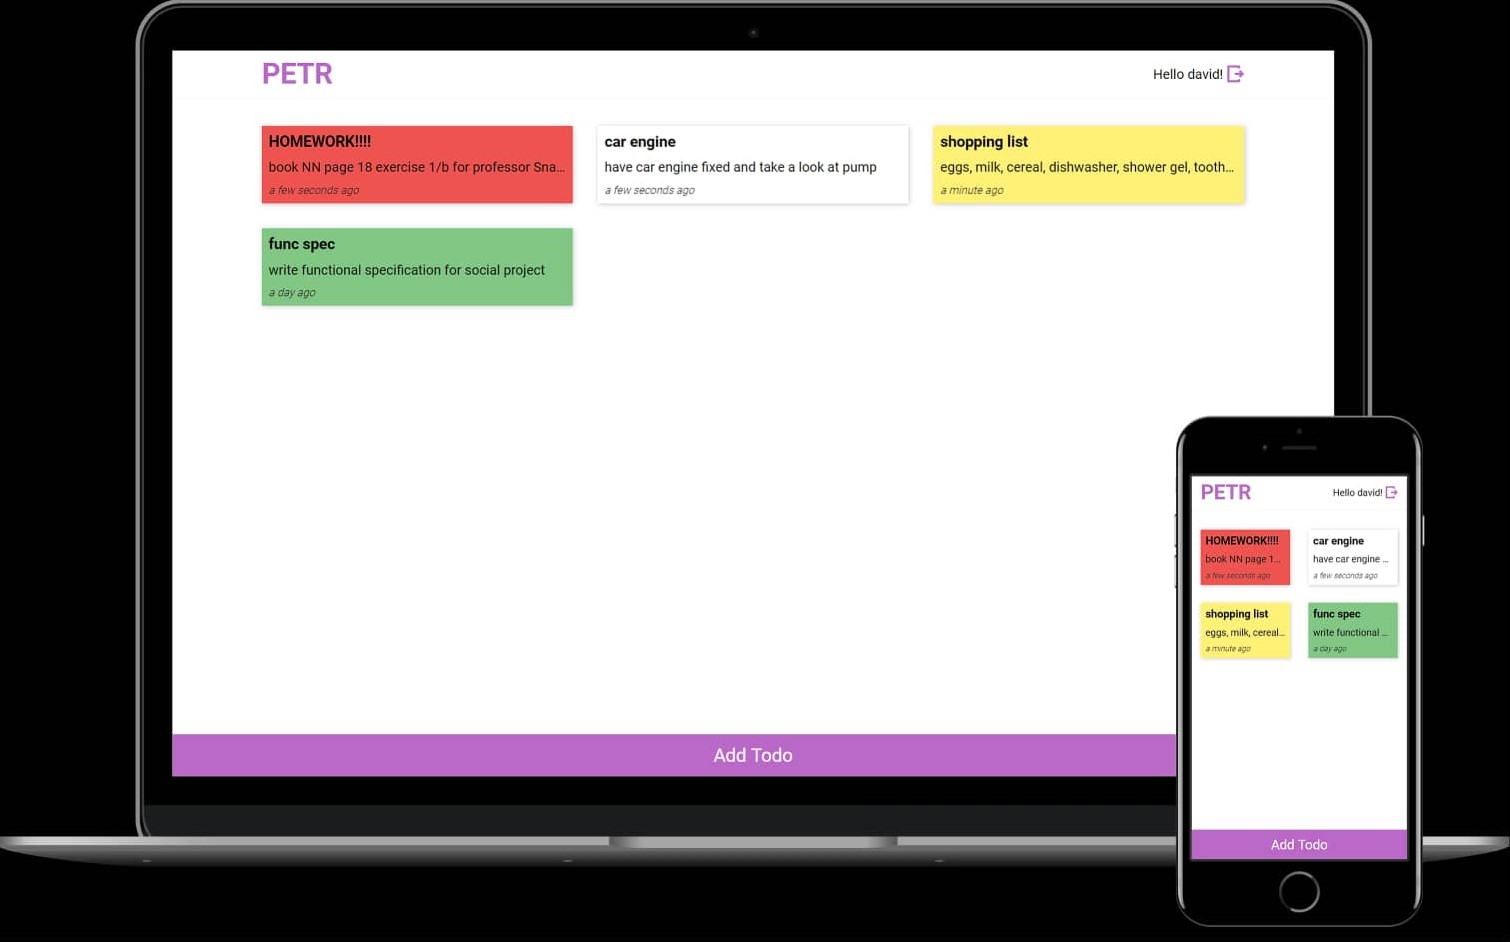 PETR
Hello david!
HOMEWORK!!!!
book NN page 18 exercise 1/b for professor Sna...
a few seconds ago
car engine
have car engine fixed and take a look at pump
a few seconds ago
shopping list
eggs, milk, cereal, dishwasher, shower gel, tooth...
a minute ago
func spec
write functional specification for social project
a day ago
Add Todo
PETR
Hello david!
HOMEWORK!!!!
book NN page 1...
a few seconds ago
car engine
have car engine ...
a few seconds ago
shopping list
eggs, milk, cereal...
a minute ago
func spec
write functional ...
a day ago
Add Todo